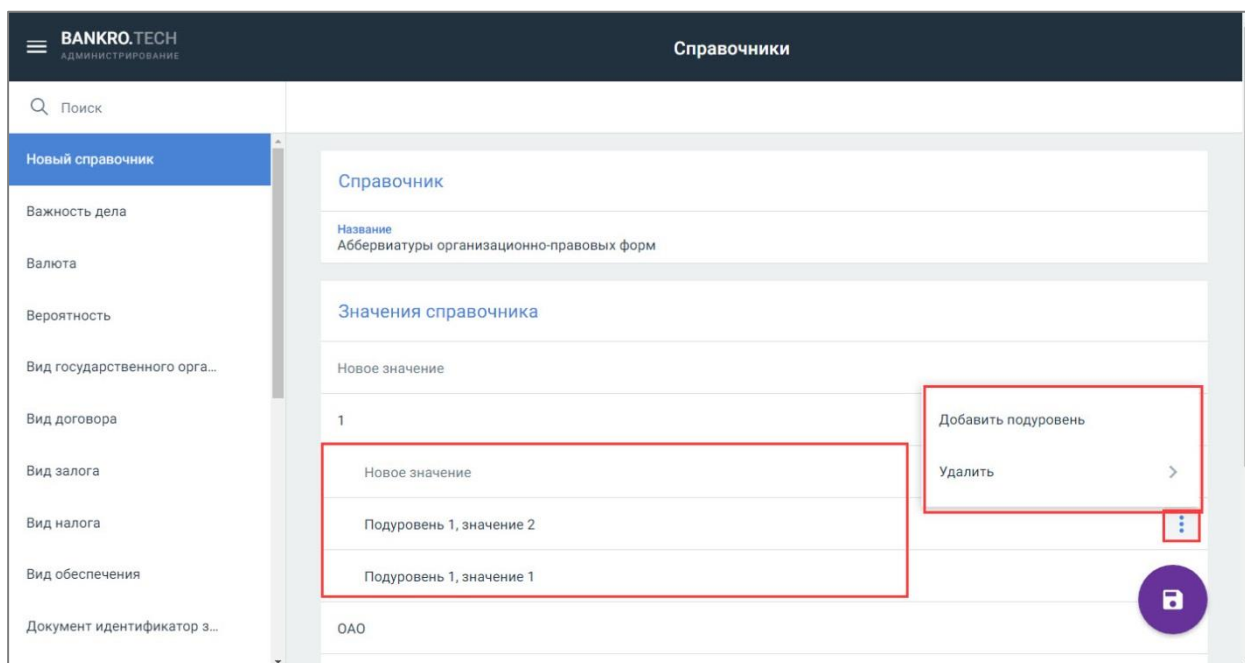 BANKRO.TECH
АДМИНИСТРИРОВАНИЕ
Справочники
Поиск
Новый справочник
Важность дела
Валюта
Вероятность
Вид государственного орга...
Вид договора
Вид залога
Вид налога
Вид обеспечения
Документ идентификатор з...
Справочник
Название
Аббервиатуры организационно-правовых форм
Значения справочника
Новое значение
1
Добавить подуровень
Новое значение
Удалить
Подуровень 1, значение 2
Подуровень 1, значение 1
ОАО